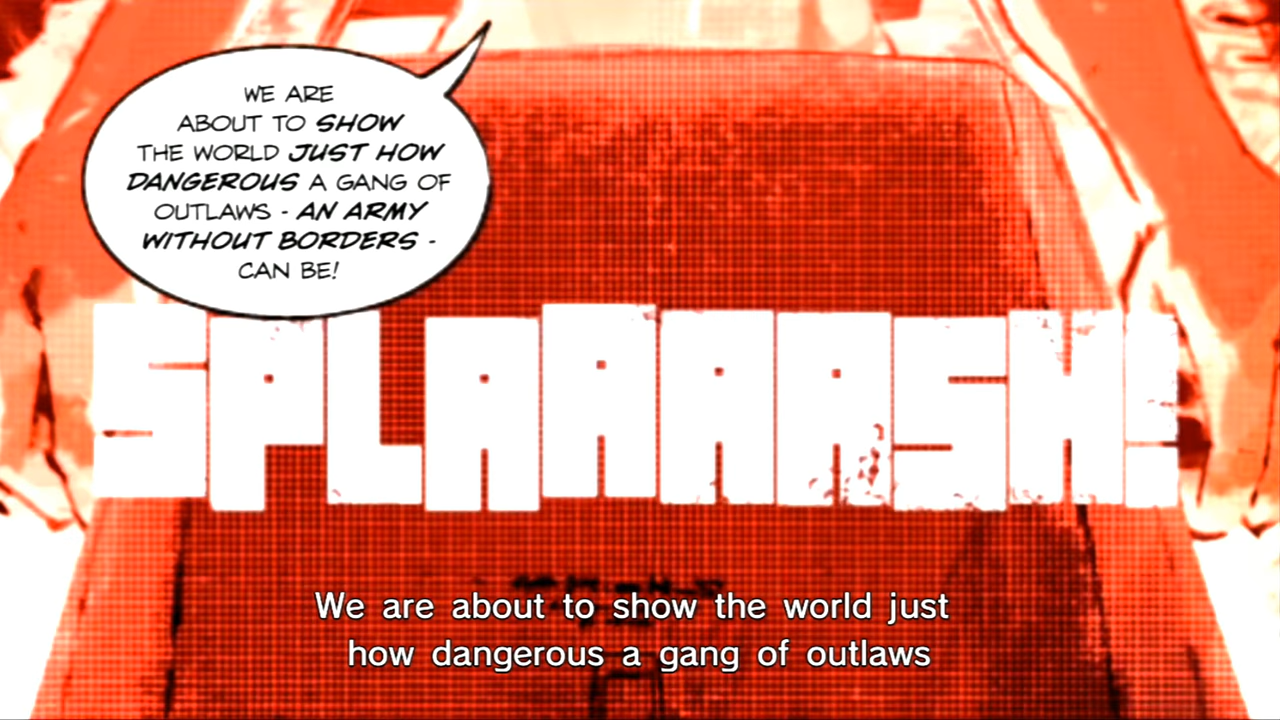 WE ARE
ABOUT TO SHOW
THE WORLD JUST HOW
DANGEROUS A GANG OF
OUTLAWS - AN ARMY
WITHOUT BORDERS -
CAN BE!
SPLAAAASH!
We are about to show the world just
how dangerous a gang of outlaws